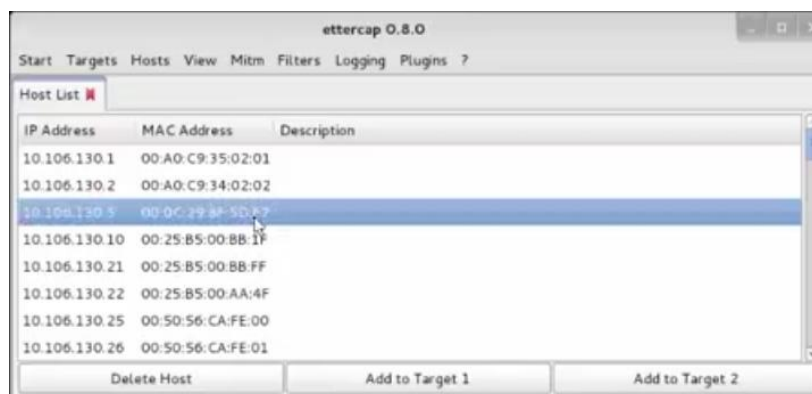 ettercap 0.8.0
Start Targets Hosts View Mitm Filters Logging Plugins ?
Host List
IP Address MAC Address Description
10.106.130.1 00:A0:C9:35:02:01
10.106.130.2 00:A0:C9:34:02:02
10.106.130.5
10.106.130.10 00:25:B5:00:BB:1F
10.106.130.21 00:25:B5:00:BB:FF
10.106.130.22 00:25:B5:00:AA:4F
10.106.130.25 00:50:56:CA:FE:00
10.106.130.26 00:50:56:CA:FE:01
Delete Host Add to Target 1 Add to Target 2